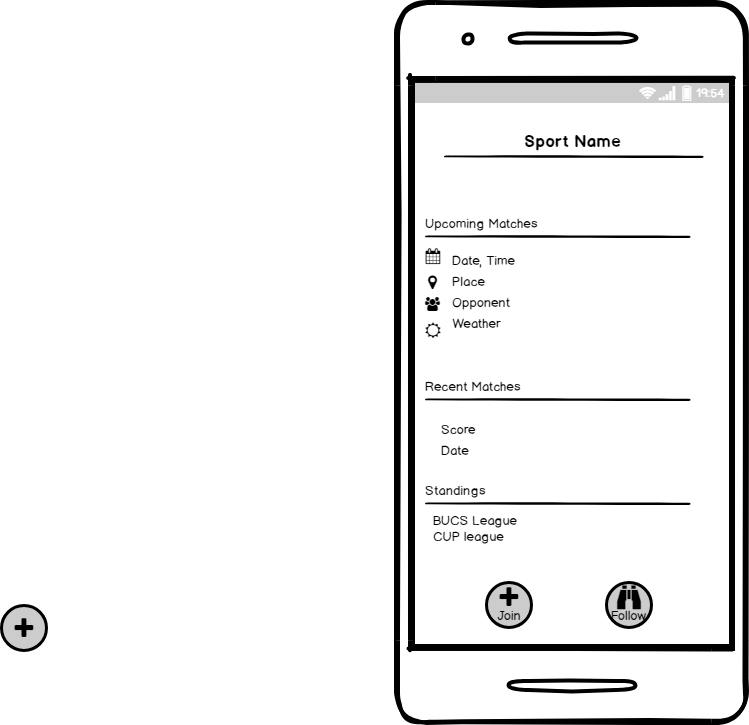 19:54
Sport Name
Upcoming Matches
Date, Time
Place
Opponent
Weather
Recent Matches
Score
Date
Standings
BUCS League
CUP league
Join
Follow